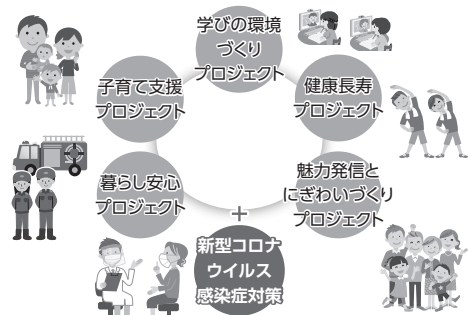 学びの環境
づくり
プロジェクト
子育て支援
プロジェクト
健康長寿
プロジェクト
暮らし安心
プロジェクト
魅力発信と
にぎわいづくり
プロジェクト
+
新型コロナ
ウイルス
感染症対策